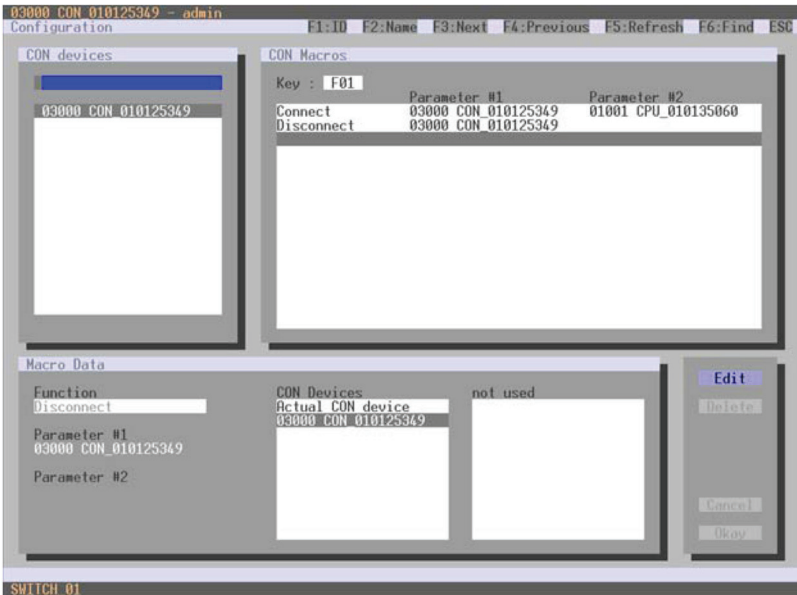 03000 CON_010125349 - admin
Configuration F1:ID F2:Name F3:Next F4:Previous F5:Refresh F6:Find ESC
CON devices
03000 CON_010125349
CON Macros
Key : F01
Parameter #1 Parameter #2
Connect 03000 CON_010125349 01001 CPU_010135060
Disconnect 03000 CON_010125349
Macro Data
Function
Disconnect
Parameter #1
03000 CON_010125349
Parameter #2
CON Devices
Actual CON device
03000 CON_010125349
not used
Edit
Delete
Cancel
Okay
SWITCH_01